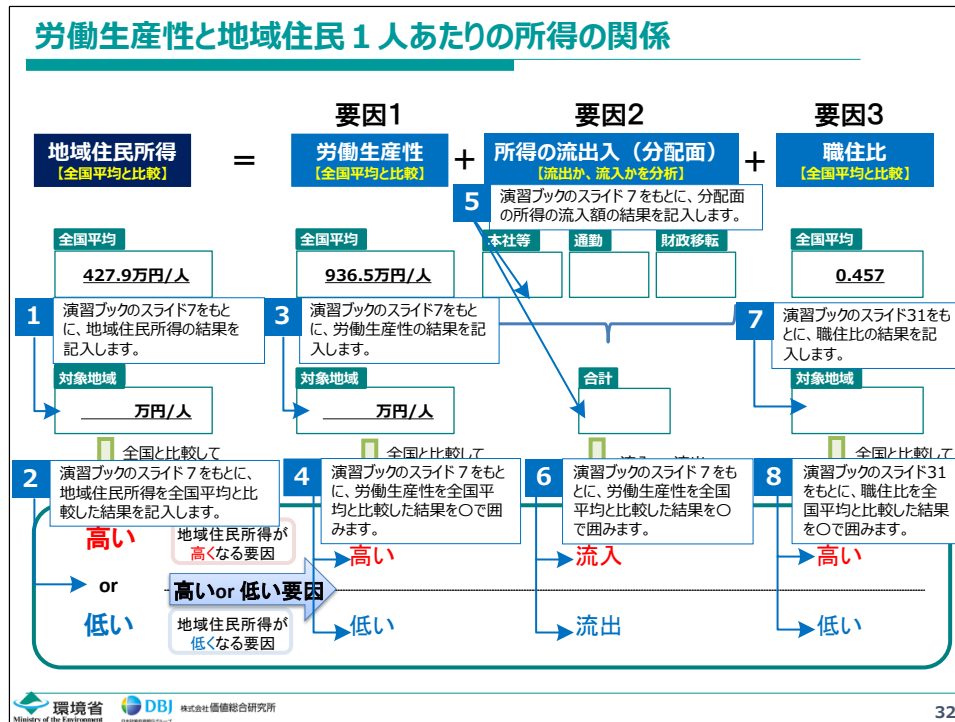 労働生産性と地域住民１人あたりの所得の関係
要因1
要因2
要因3
地域住民所得
【全国平均と比較】
＝
労働生産性
【全国平均と比較】
＋
所得の流出入（分配面）
【流出か、流入かを分析】
＋
職住比
【全国平均と比較】
5
演習ブックのスライド７をもとに、分配面
の所得の流入額の結果を記入します。
全国平均
427.9万円/人
全国平均
936.5万円/人
本社等
通勤
財政移転
全国平均
0.457
1
演習ブックのスライド7をもと
に、地域住民所得の結果を
記入します。
3
演習ブックのスライド7をもと
に、労働生産性の結果を記
入します。
7
演習ブックのスライド31をも
とに、職住比の結果を記
入します。
対象地域
万円/人
対象地域
万円/人
合計
対象地域
全国と比較して
全国と比較して
全国と比較して
2
演習ブックのスライド７をもとに、
地域住民所得を全国平均と比
較した結果を記入します。
4
演習ブックのスライド７をもと
に、労働生産性を全国平
均と比較した結果を〇で囲
みます。
6
演習ブックのスライド７をも
とに、労働生産性を全国
平均と比較した結果を〇
で囲みます。
8
演習ブックのスライド31
をもとに、職住比を全
国平均と比較した結果
を〇で囲みます。
高い
or
低い
地域住民所得が
高くなる要因
高いor 低い要因
地域住民所得が
低くなる要因
高い
流入
高い
低い
流出
低い
環境省
Ministry of the Environment
DBJ
株式会社価値総合研究所
32